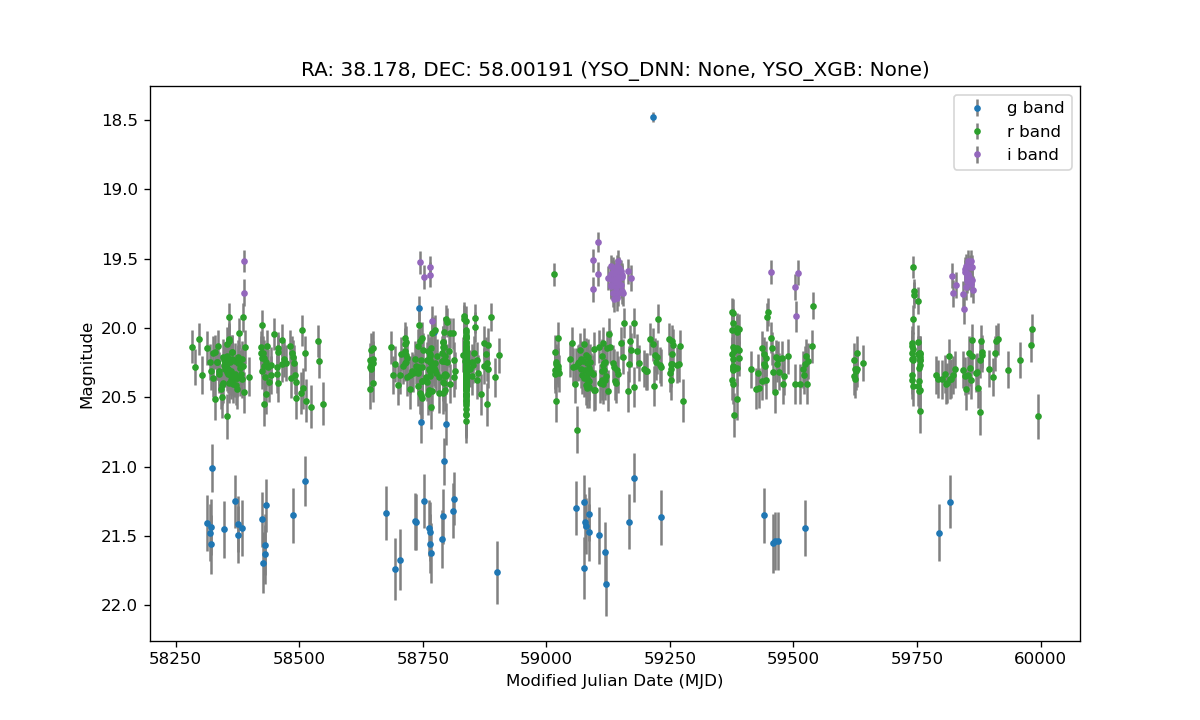 RA: 38.178, DEC: 58.00191 (YSO_DNN: None, YSO_XGB: None)
g band
r band
i band
18.5
19.0
19.5
20.0
20.5
21.0
21.5
22.0
Magnitude
58250 58500 58750 59000 59250 59500 59750 60000
Modified Julian Date (MJD)